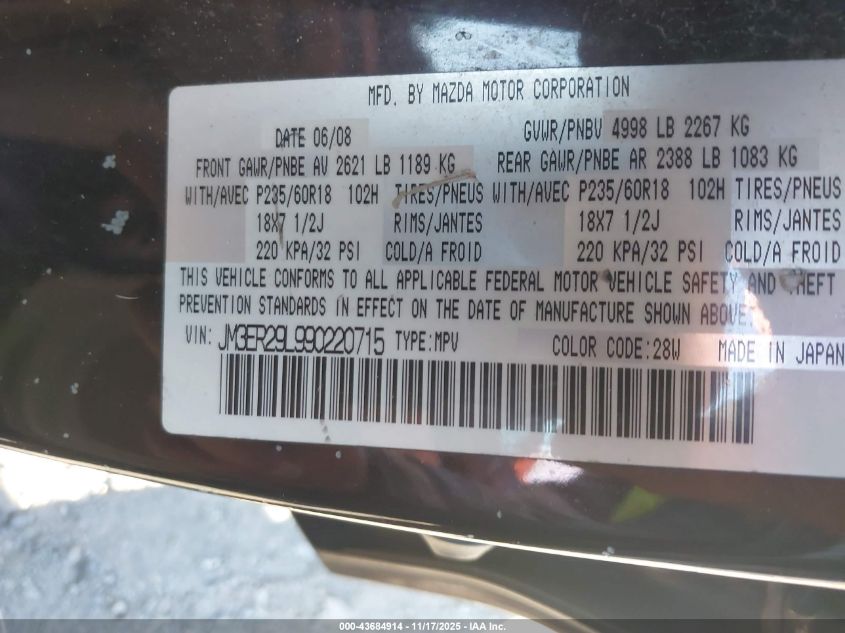 MFD. BY MAZDA MOTOR CORPORATION
DATE 06/08 GVWR/PNBV 4998 LB 2267 KG
FRONT GAWR/PNBE AV 2621 LB 1189 KG REAR GAWR/PNBE AR 2388 LB 1083 KG
WITH/AVEC P235/60R18 102H TIRES/PNEUS WITH/AVEC P235/60R18 102H TIRES/PNEUS
18X7 1/2J RIMS/JANTES 18X7 1/2J RIMS/JANTES
220 KPA/32 PSI COLD/A FROID 220 KPA/32 PSI COLD/A FROID
THIS VEHICLE CONFORMS TO ALL APPLICABLE FEDERAL MOTOR VEHICLE SAFETY AND THEFT
PREVENTION STANDARDS IN EFFECT ON THE DATE OF MANUFACTURE SHOWN ABOVE.
VIN: JM3ER29L990220715 TYPE:MPV COLOR CODE:28W MADE IN JAPAN
000-43684914 - 11/17/2025 - IAA Inc.